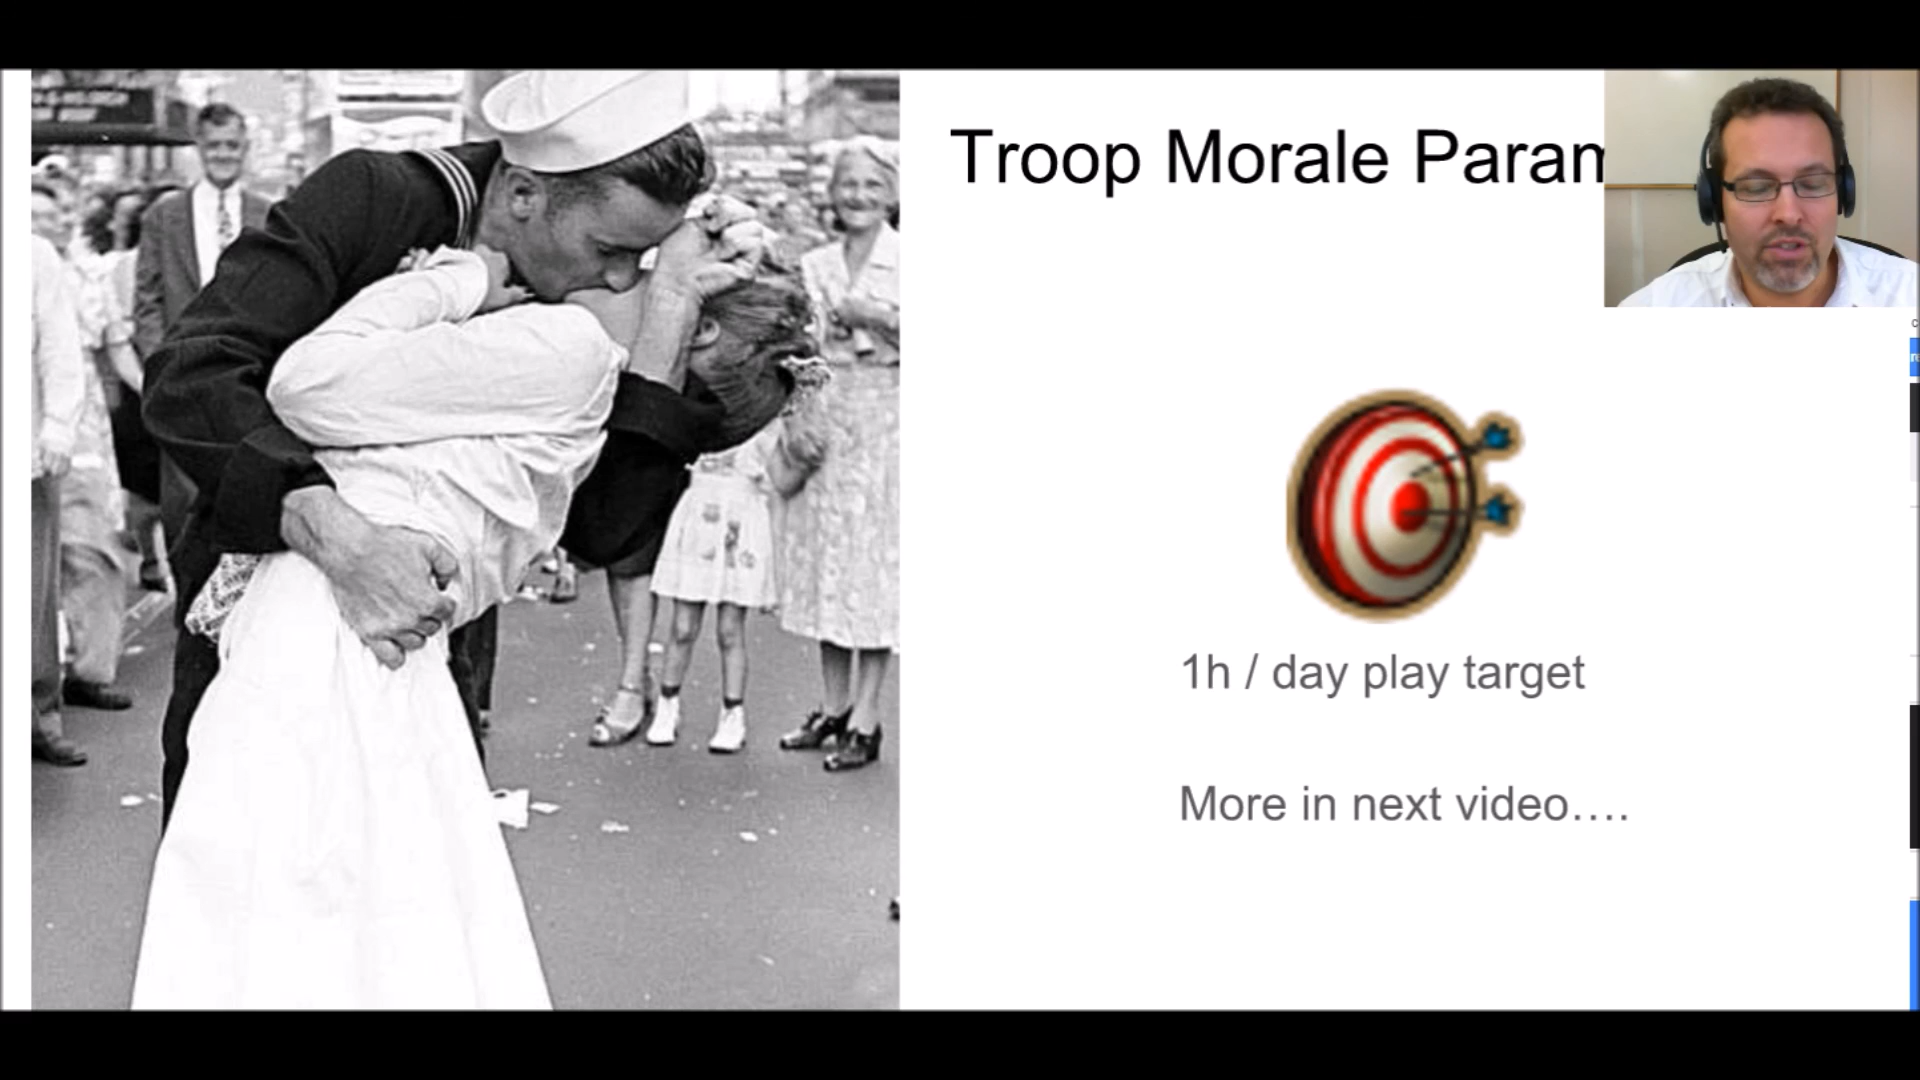 Troop Morale Param
1h / day play target
More in next video….